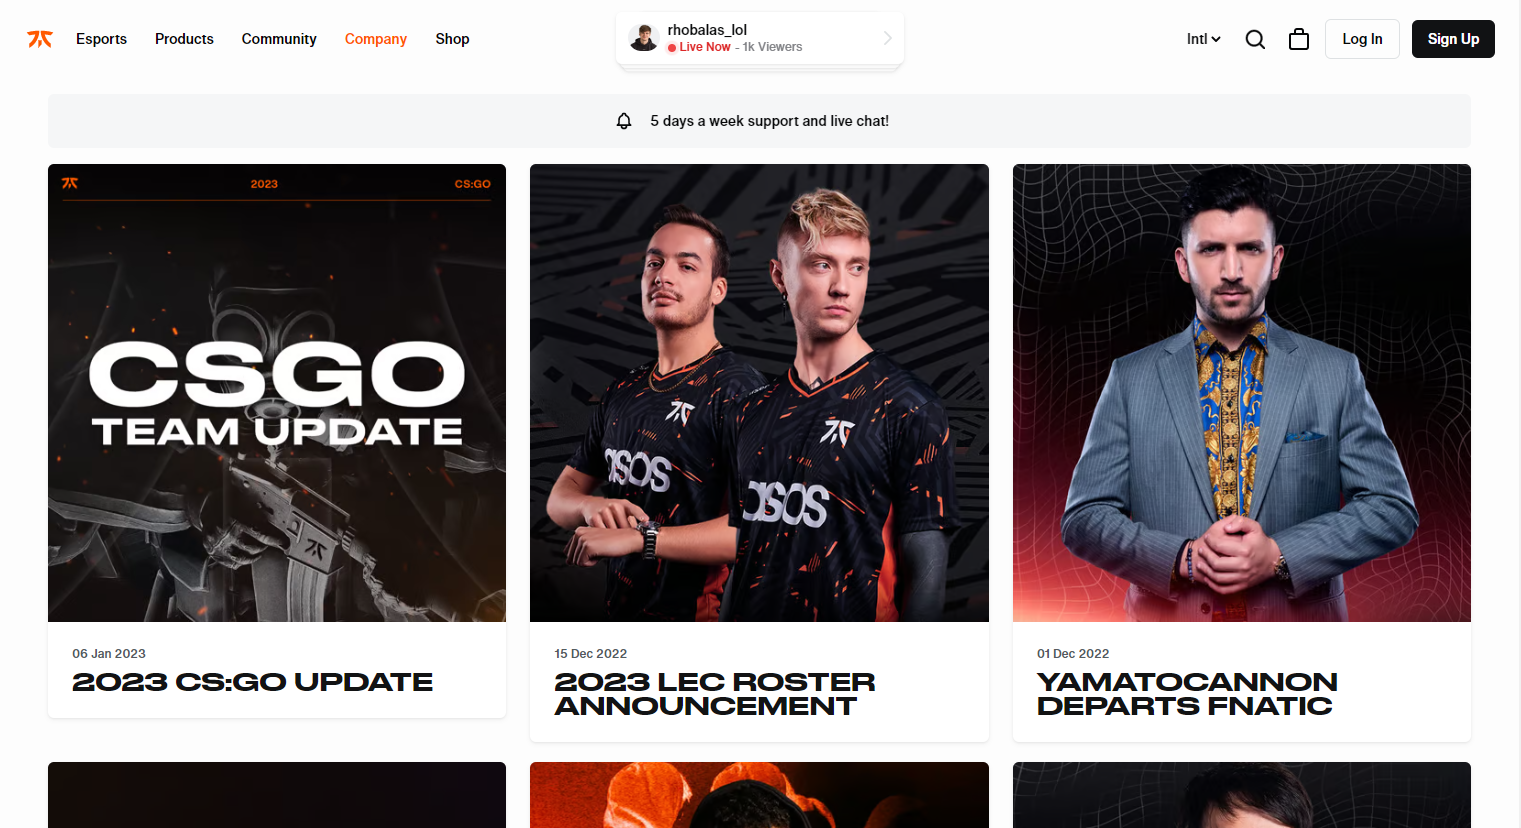 Esports
Products
Community
Company
Shop
rhobalas_lol
Live Now - 1k Viewers
Intl
Log In
Sign Up
5 days a week support and live chat!
2023
CS:GO
CSGO
TEAM UPDATE
06 Jan 2023
2023 CS:GO UPDATE
asos
asos
15 Dec 2022
2023 LEC ROSTER
ANNOUNCEMENT
01 Dec 2022
YAMATOCANNON
DEPARTS FNATIC